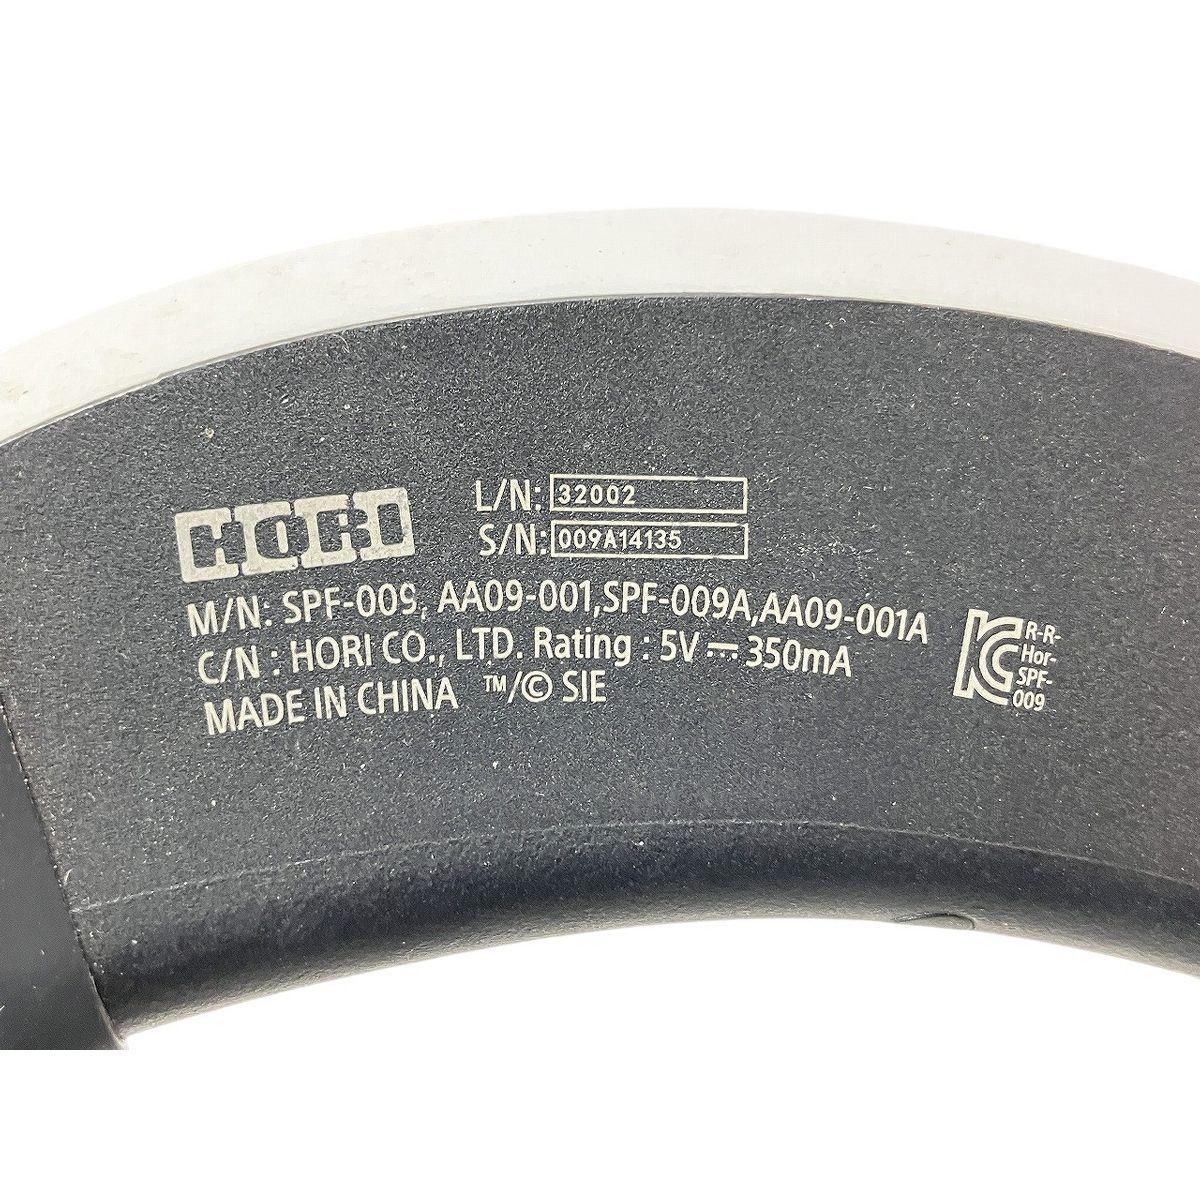 HORI
L/N: 32002
S/N: 009A14135
M/N: SPF-009, AA09-001,SPF-009A,AA09-001A
C/N : HORI CO., LTD. Rating : 5V ⎓ 350mA
MADE IN CHINA ™/© SIE
KC
R-R-
Hor-
SPF-
009